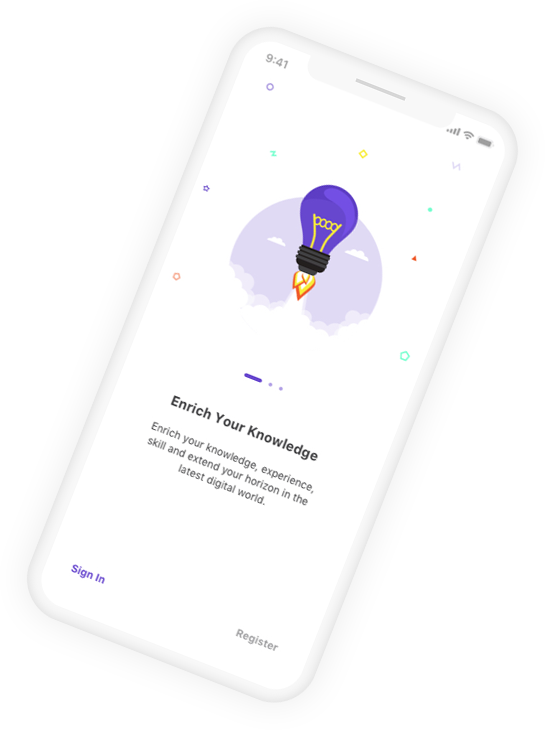 9:41
Enrich Your Knowledge
Enrich your knowledge, experience,
skill and extend your horizon in the
latest digital world.
Sign In
Register